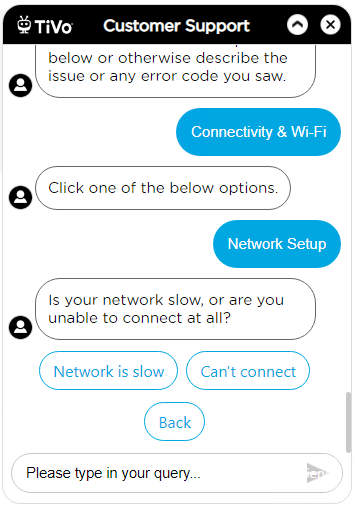 TiVo Customer Support
below or otherwise describe the
issue or any error code you saw.
Connectivity & Wi-Fi
Click one of the below options.
Network Setup
Is your network slow, or are you
unable to connect at all?
Network is slow Can't connect
Back
Please type in your query...